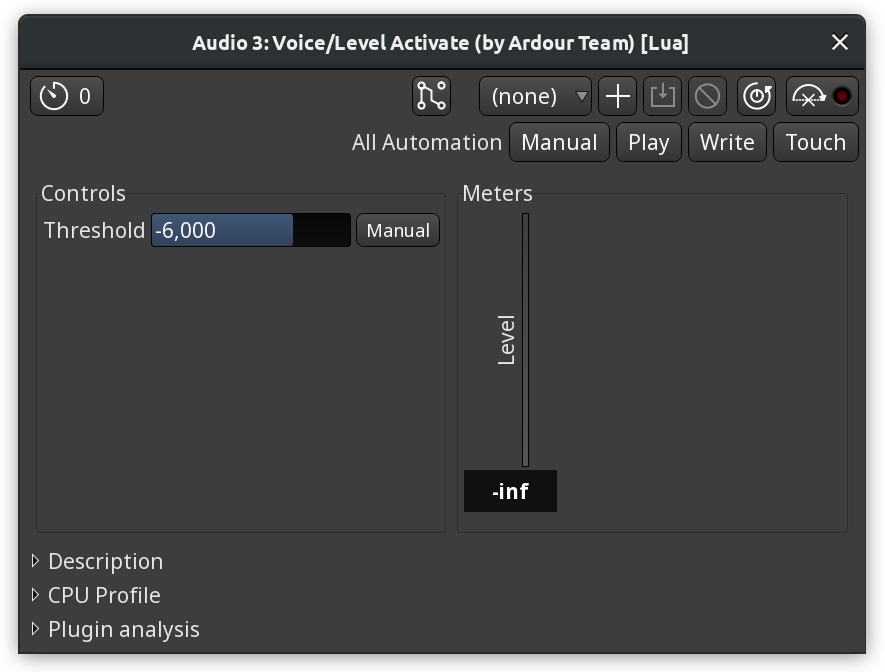 Audio 3: Voice/Level Activate (by Ardour Team) [Lua]
0
(none)
All Automation Manual Play Write Touch
Controls
Threshold -6,000 Manual
Meters
Level
-inf
Description
CPU Profile
Plugin analysis